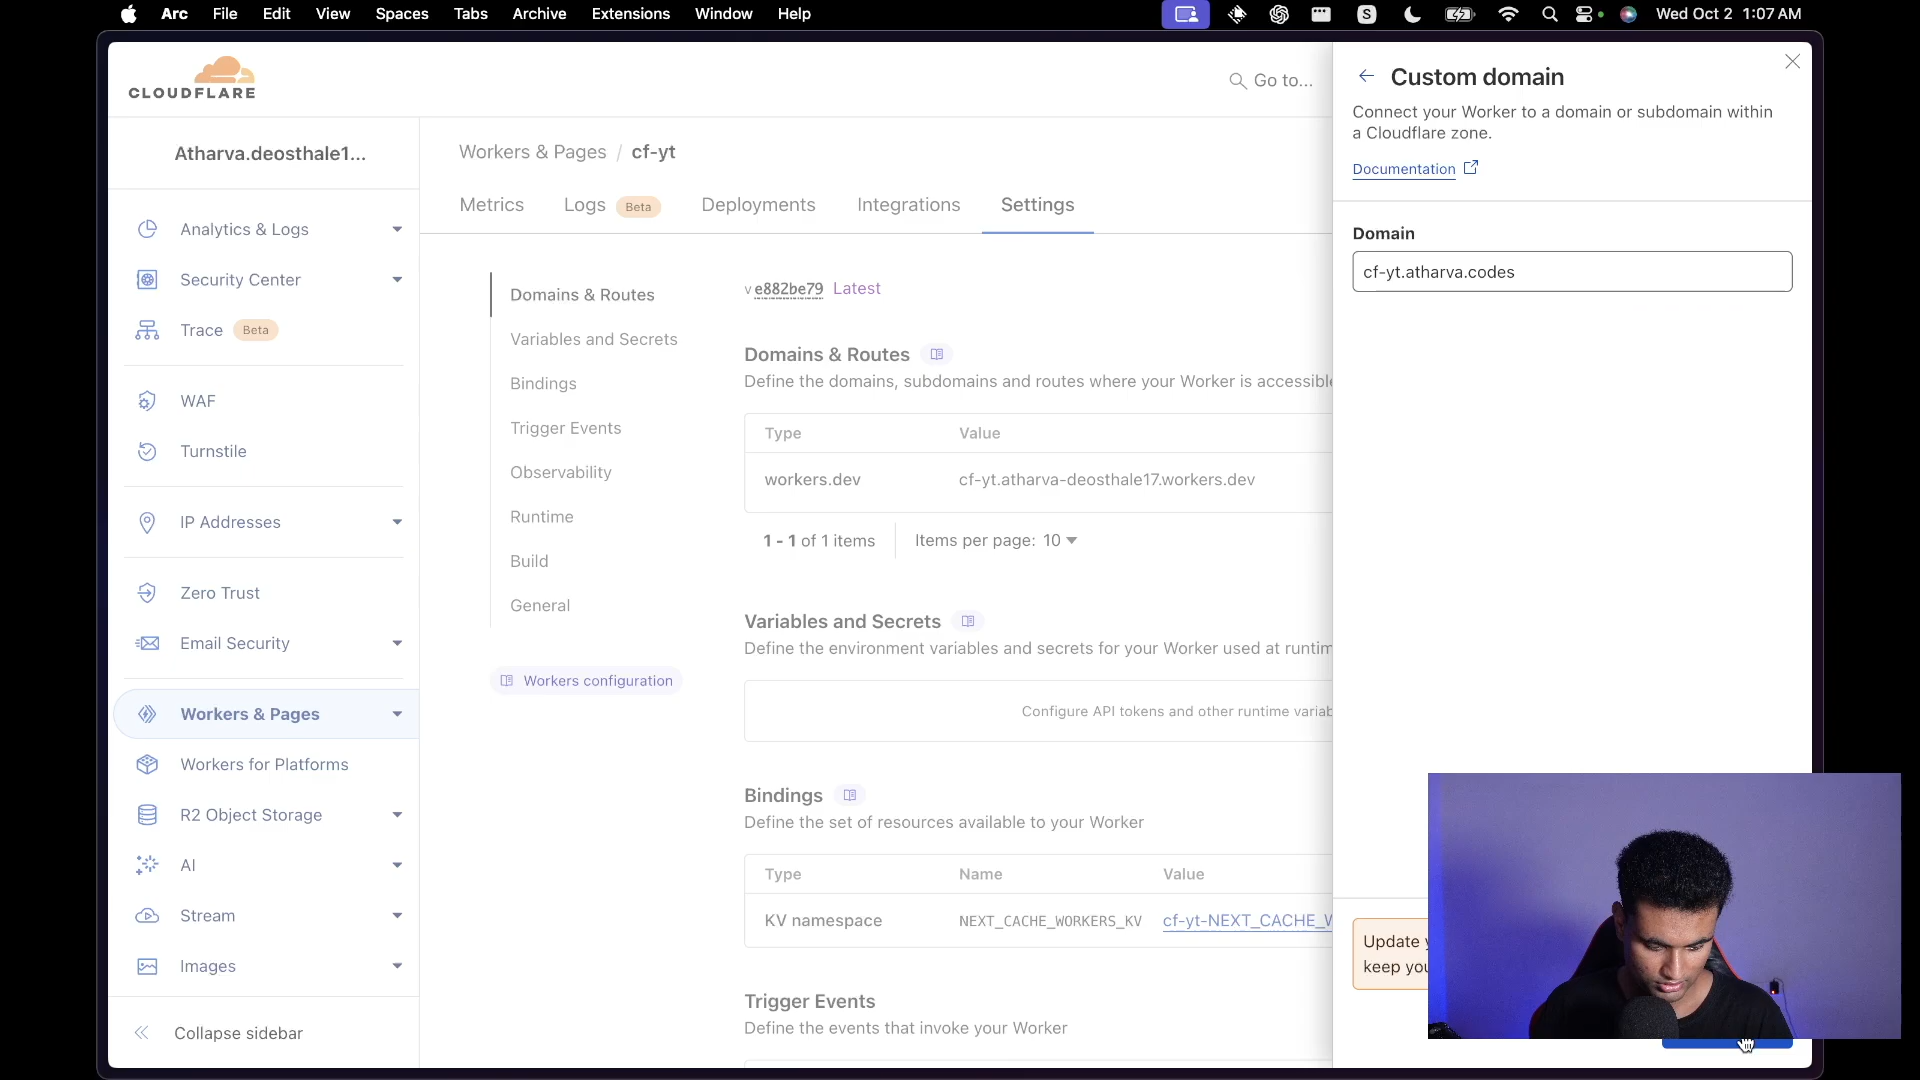 Arc File Edit View Spaces Tabs Archive Extensions Window Help
S
Wed Oct 2 1:07 AM
CLOUDFLARE
Go to...
Atharva.deosthale1...
Analytics & Logs
Security Center
Trace Beta
WAF
Turnstile
IP Addresses
Zero Trust
Email Security
Workers & Pages
Workers for Platforms
R2 Object Storage
AI
Stream
Images
Collapse sidebar
Workers & Pages / cf-yt
Metrics Logs Beta Deployments Integrations Settings
Domains & Routes
Variables and Secrets
Bindings
Trigger Events
Observability
Runtime
Build
General
Workers configuration
v e882be79 Latest
Domains & Routes
Define the domains, subdomains and routes where your Worker is accessible
Type Value
workers.dev cf-yt.atharva-deosthale17.workers.dev
1 - 1 of 1 items Items per page: 10
Variables and Secrets
Define the environment variables and secrets for your Worker used at runtim
Configure API tokens and other runtime variab
Bindings
Define the set of resources available to your Worker
Type Name Value
KV namespace NEXT_CACHE_WORKERS_KV cf-yt-NEXT_CACHE_W
Trigger Events
Define the events that invoke your Worker
Custom domain
Connect your Worker to a domain or subdomain within
a Cloudflare zone.
Documentation
Domain
cf-yt.atharva.codes
Update y
keep you